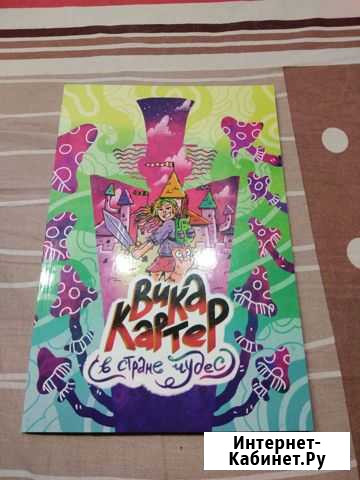 Вика
Картер
в стране чудес
Интернет-
Кабинет.Ру